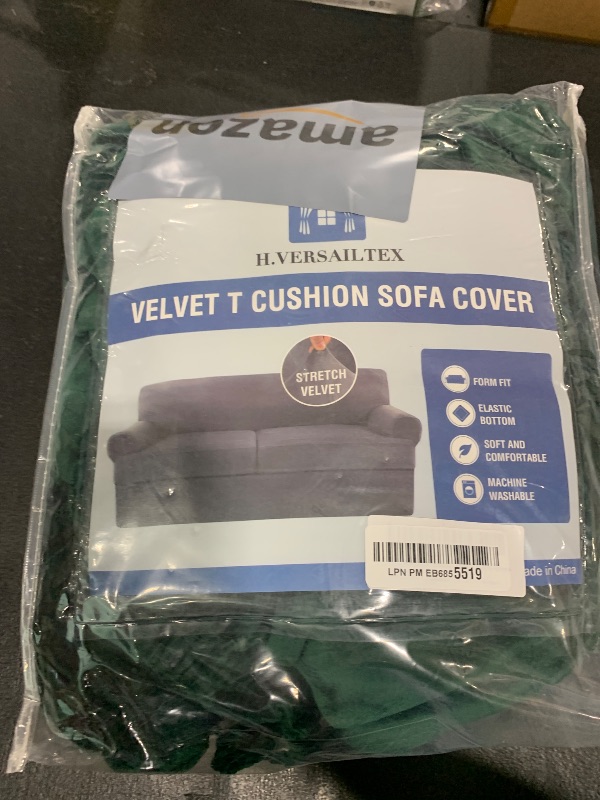 amazon
H.VERSAILTEX
VELVET T CUSHION SOFA COVER
STRETCH
VELVET
FORM FIT
ELASTIC
BOTTOM
SOFT AND
COMFORTABLE
MACHINE
WASHABLE
LPN PM EB6855519
ade in China